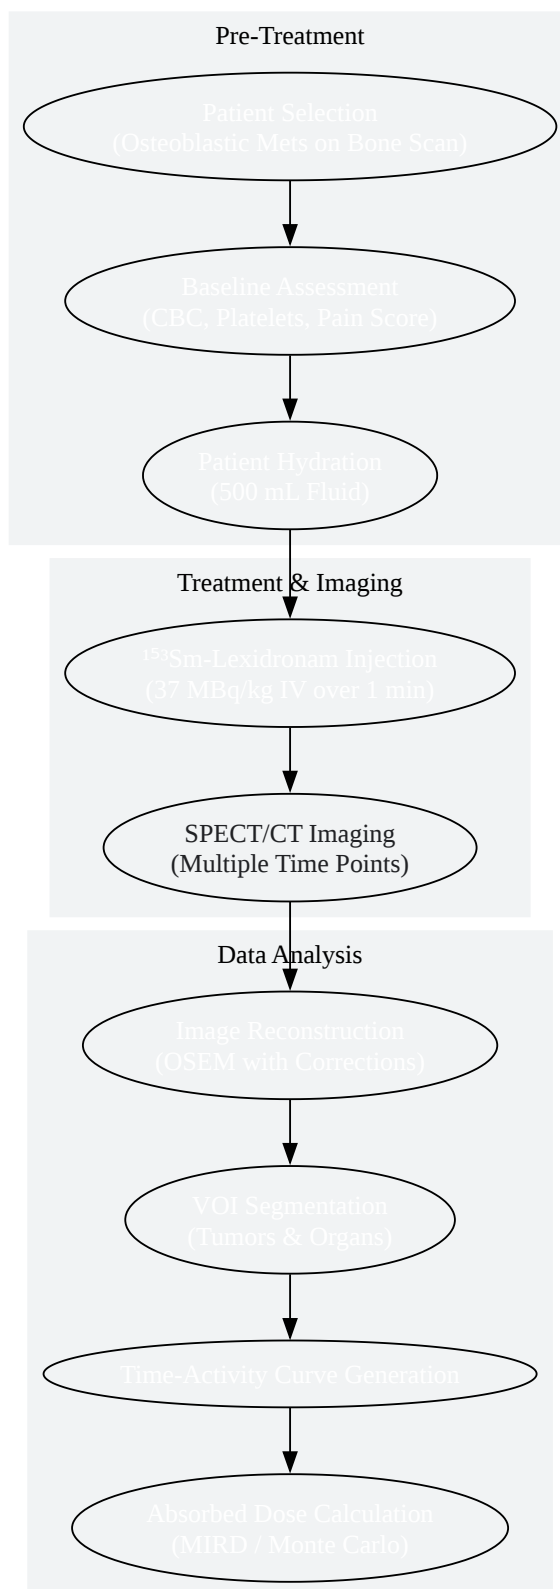 Pre-Treatment
Patient Selection
(Osteoblastic Mets on Bone Scan)
Baseline Assessment
(CBC, Platelets, Pain Score)
Patient Hydration
(500 mL Fluid)
Treatment & Imaging
¹⁵³Sm-Lexidronam Injection
(37 MBq/kg IV over 1 min)
SPECT/CT Imaging
(Multiple Time Points)
Data Analysis
Image Reconstruction
(OSEM with Corrections)
VOI Segmentation
(Tumors & Organs)
Time-Activity Curve Generation
Absorbed Dose Calculation
(MIRD / Monte Carlo)